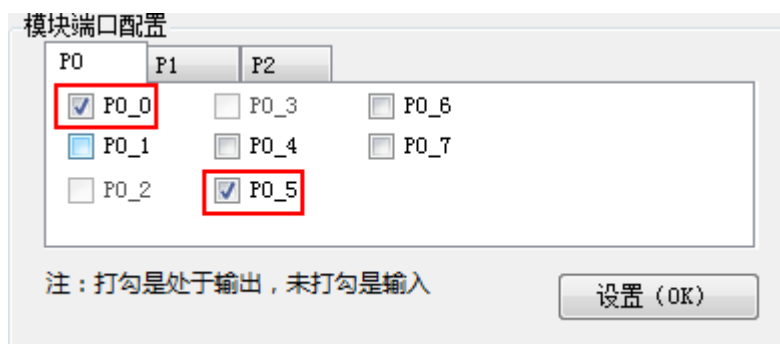 模块端口配置
P0 P1 P2
P0_0 P0_3 P0_6
P0_1 P0_4 P0_7
P0_2 P0_5
注：打勾是处于输出，未打勾是输入
设置（OK）